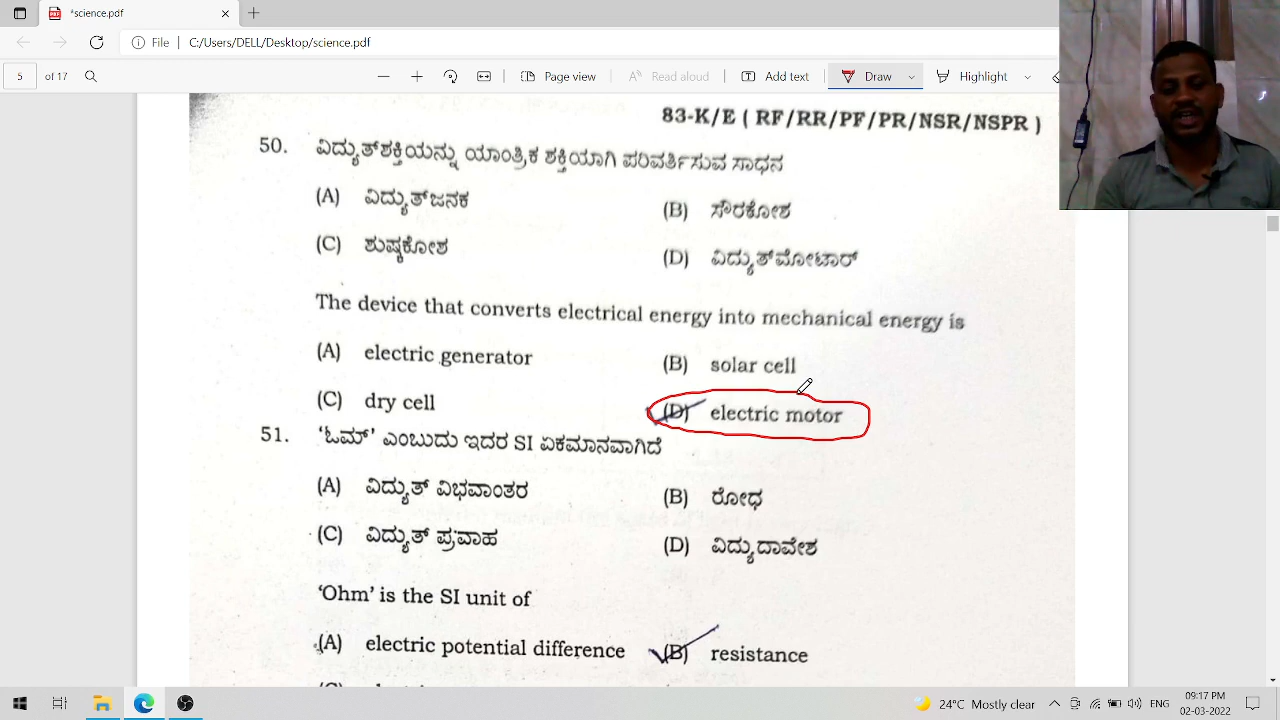 *science.pdf
File
C:/Users/DELL/Desktop/science.pdf
5 of 17
Page view
Read aloud
Add text
Draw
Highlight
83-K/E ( RF/RR/PF/PR/NSR/NSPR )
50. ವಿದ್ಯುತ್‌ಶಕ್ತಿಯನ್ನು ಯಾಂತ್ರಿಕ ಶಕ್ತಿಯಾಗಿ ಪರಿವರ್ತಿಸುವ ಸಾಧನ
(A) ವಿದ್ಯುತ್‌ಜನಕ
(B) ಸೌರಕೋಶ
(C) ಶುಷ್ಕಕೋಶ
(D) ವಿದ್ಯುತ್‌ಮೋಟಾರ್
The device that converts electrical energy into mechanical energy is
(A) electric generator
(B) solar cell
(C) dry cell
(D) electric motor
51. ‘ಓಮ್’ ಎಂಬುದು ಇದರ SI ಏಕಮಾನವಾಗಿದೆ
(A) ವಿದ್ಯುತ್ ವಿಭವಾಂತರ
(B) ರೋಧ
(C) ವಿದ್ಯುತ್ ಪ್ರವಾಹ
(D) ವಿದ್ಯುದಾವೇಶ
‘Ohm’ is the SI unit of
(A) electric potential difference
(B) resistance
24°C Mostly clear
ENG
09:17 PM
02-03-2022